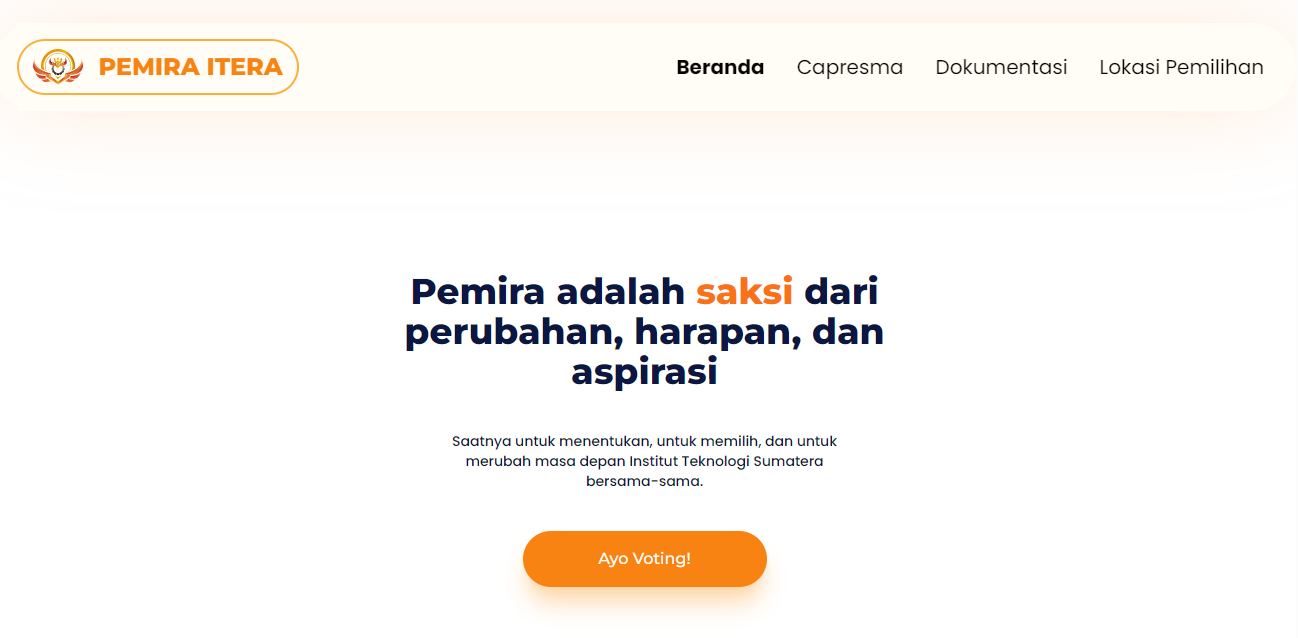 PEMIRA ITERA
Beranda
Capresma
Dokumentasi
Lokasi Pemilihan
Pemira adalah saksi dari
perubahan, harapan, dan
aspirasi
Saatnya untuk menentukan, untuk memilih, dan untuk
merubah masa depan Institut Teknologi Sumatera
bersama-sama.
Ayo Voting!